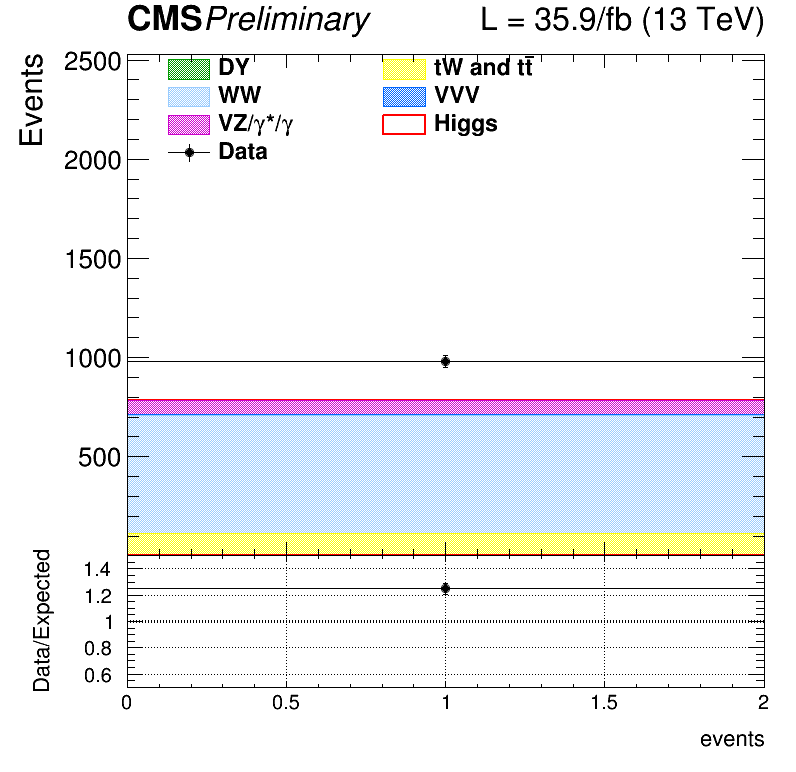 CMSPreliminary L = 35.9/fb (13 TeV)
Events
2500
2000
1500
1000
500
DY
tW and tt̅
WW
VVV
VZ/γ*/γ
Higgs
Data
Data/Expected
1.4
1.2
1
0.8
0.6
0 0.5 1 1.5 2
events